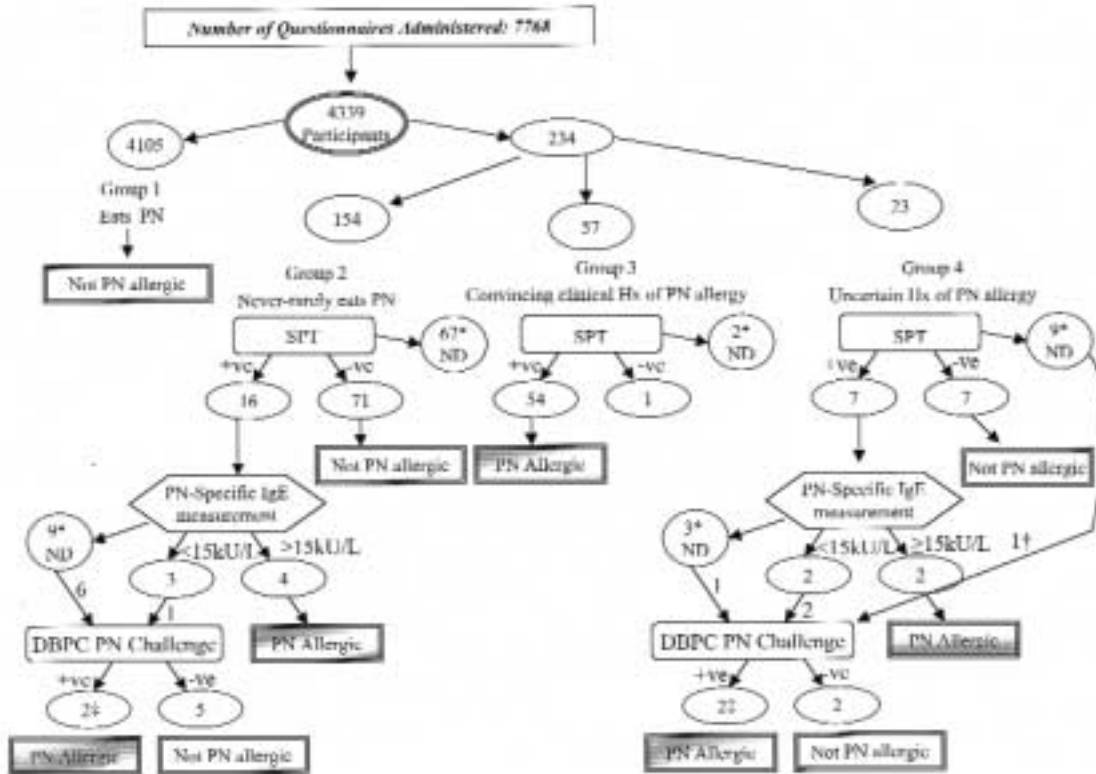 Number of Questionnaires Administered: 7768
4339
Participants
4105
234
Group 1
Eats PN
154
57
23
Not PN allergic
Group 2
Never-rarely eats PN
Group 3
Convincing clinical Hx of PN allergy
Group 4
Uncertain Hx of PN allergy
SPT
67*
ND
SPT
2*
ND
SPT
9*
ND
+ve
-ve
+ve
-ve
+ve
-ve
16
71
54
1
7
7
Not PN allergic
PN Allergic
Not PN allergic
PN-Specific IgE
measurement
PN-Specific IgE
measurement
9*
ND
<15kU/L
>15kU/L
3*
ND
<15kU/L
≥15kU/L
1†
3
4
2
2
6
1
1
2
DBPC PN Challenge
PN Allergic
DBPC PN Challenge
PN Allergic
+ve
-ve
+ve
-ve
2‡
5
2‡
2
PN Allergic
Not PN allergic
PN Allergic
Not PN allergic